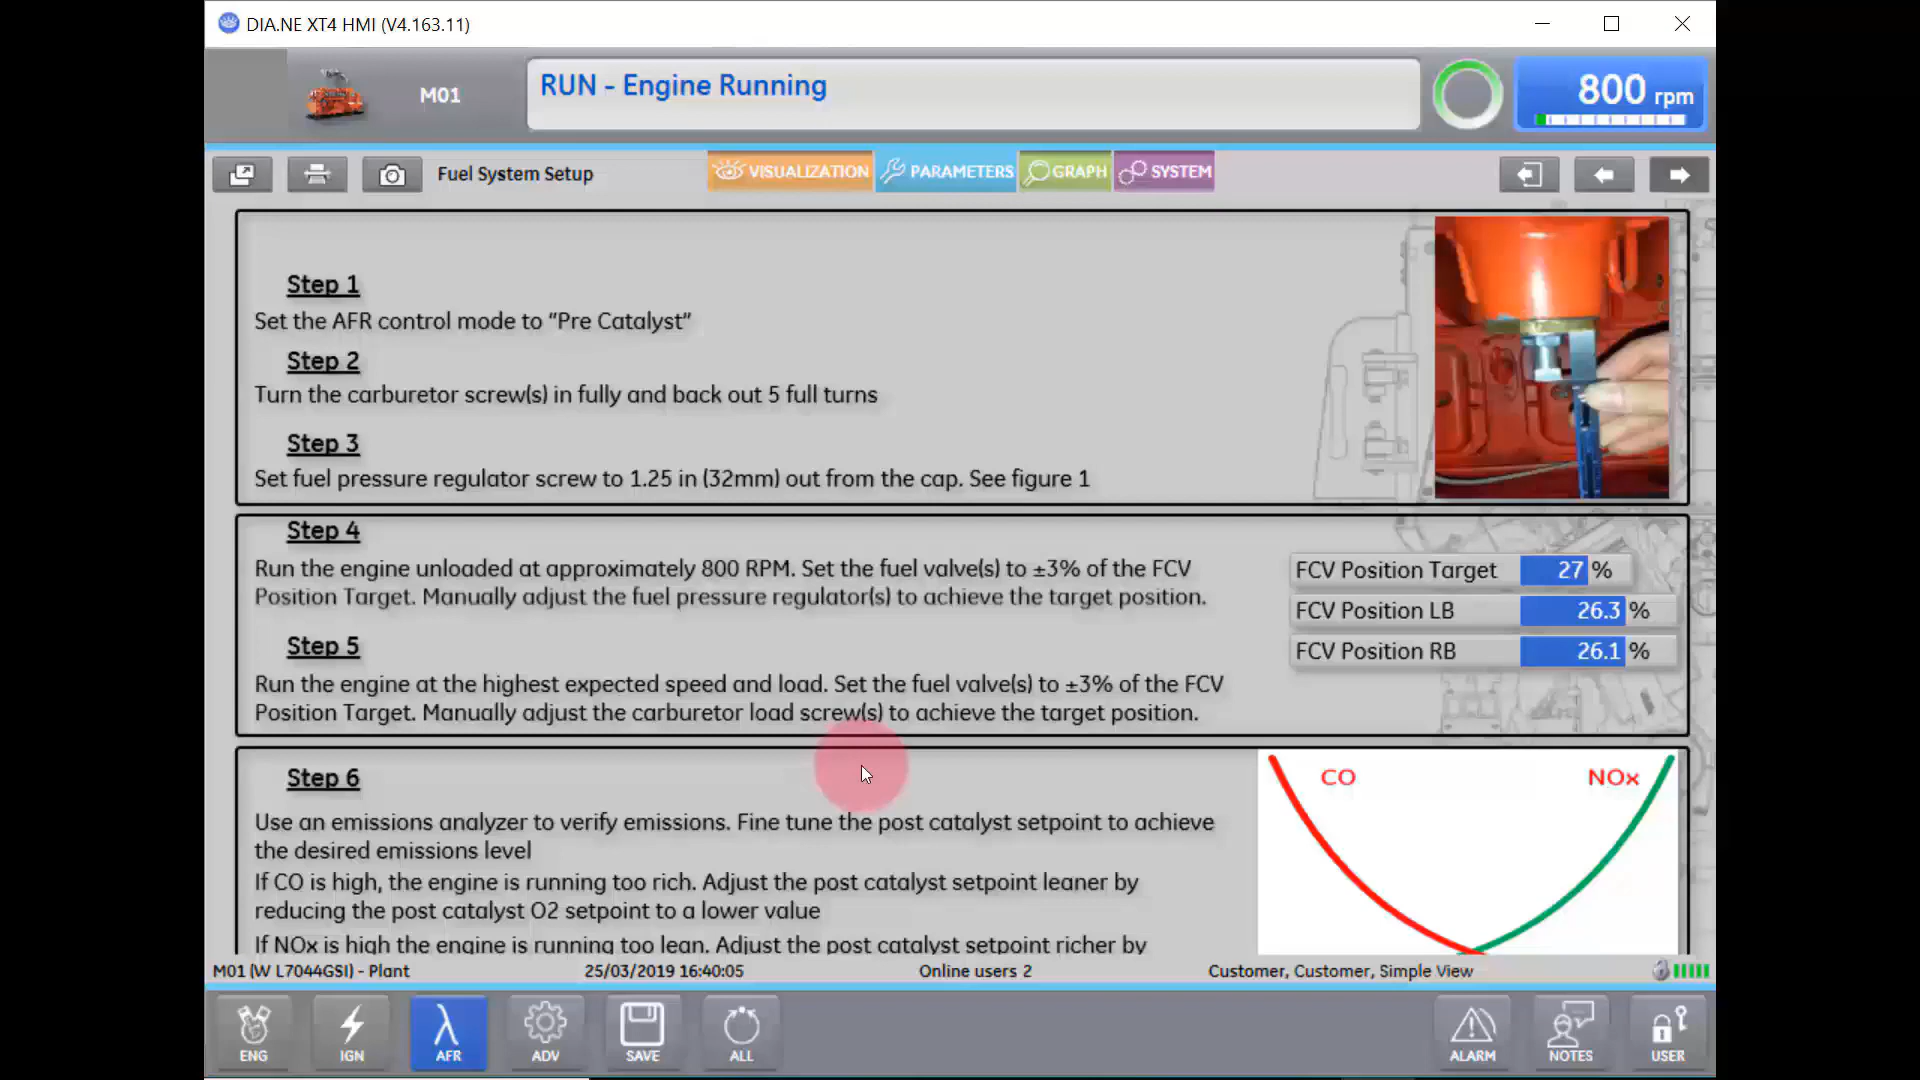 DIA.NE XT4 HMI (V4.163.11)
M01
RUN - Engine Running
800 rpm
Fuel System Setup
VISUALIZATION
PARAMETERS
GRAPH
SYSTEM
Step 1
Set the AFR control mode to “Pre Catalyst”
Step 2
Turn the carburetor screw(s) in fully and back out 5 full turns
Step 3
Set fuel pressure regulator screw to 1.25 in (32mm) out from the cap. See figure 1
Step 4
Run the engine unloaded at approximately 800 RPM. Set the fuel valve(s) to ±3% of the FCV
Position Target. Manually adjust the fuel pressure regulator(s) to achieve the target position.
FCV Position Target 27 %
FCV Position LB 26.3 %
FCV Position RB 26.1 %
Step 5
Run the engine at the highest expected speed and load. Set the fuel valve(s) to ±3% of the FCV
Position Target. Manually adjust the carburetor load screw(s) to achieve the target position.
Step 6
Use an emissions analyzer to verify emissions. Fine tune the post catalyst setpoint to achieve
the desired emissions level
If CO is high, the engine is running too rich. Adjust the post catalyst setpoint leaner by
reducing the post catalyst O2 setpoint to a lower value
If NOx is high the engine is running too lean. Adjust the post catalyst setpoint richer by
CO
NOx
M01 (W L7044GSI) - Plant
25/03/2019 16:40:05
Online users 2
Customer, Customer, Simple View
ENG
IGN
λ
AFR
ADV
SAVE
ALL
ALARM
NOTES
USER